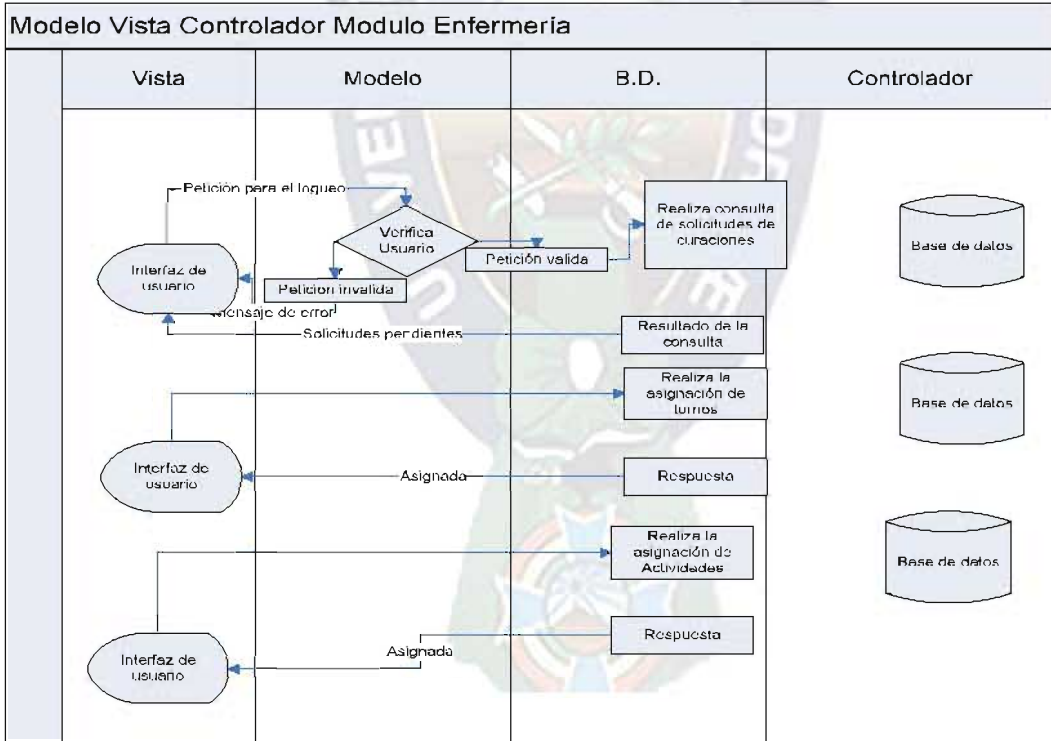 Modelo Vista Controlador Modulo Enfermería
Vista
Modelo
B.D.
Controlador
Petición para el logueo
Verifica
Usuario
Realiza consulta
de solicitudes de
curaciones
Base de datos
Interfaz de
usuario
Petición valida
Peticion invalida
Mensaje de error
Solicitudes pendientes
Resultado de la
consulta
Realiza la
asignación de
turnos
Base de datos
Interfaz de
usuario
Asignada
Respuesta
Realiza la
asignación de
Actividades
Base de datos
Interfaz de
usuario
Asignada
Respuesta